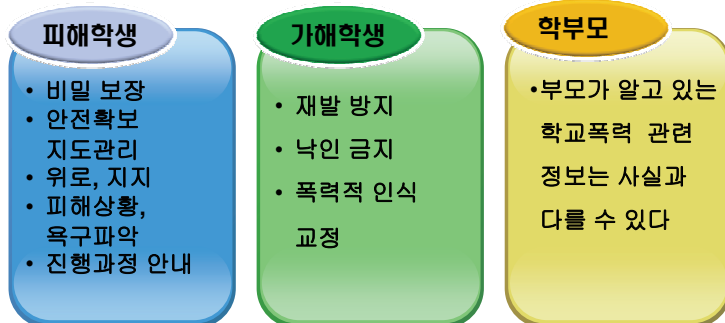 피해학생
• 비밀 보장
• 안전확보
지도관리
• 위로, 지지
• 피해상황,
욕구파악
• 진행과정 안내
가해학생
• 재발 방지
• 낙인 금지
• 폭력적 인식
교정
학부모
•부모가 알고 있는
학교폭력 관련
정보는 사실과
다를 수 있다